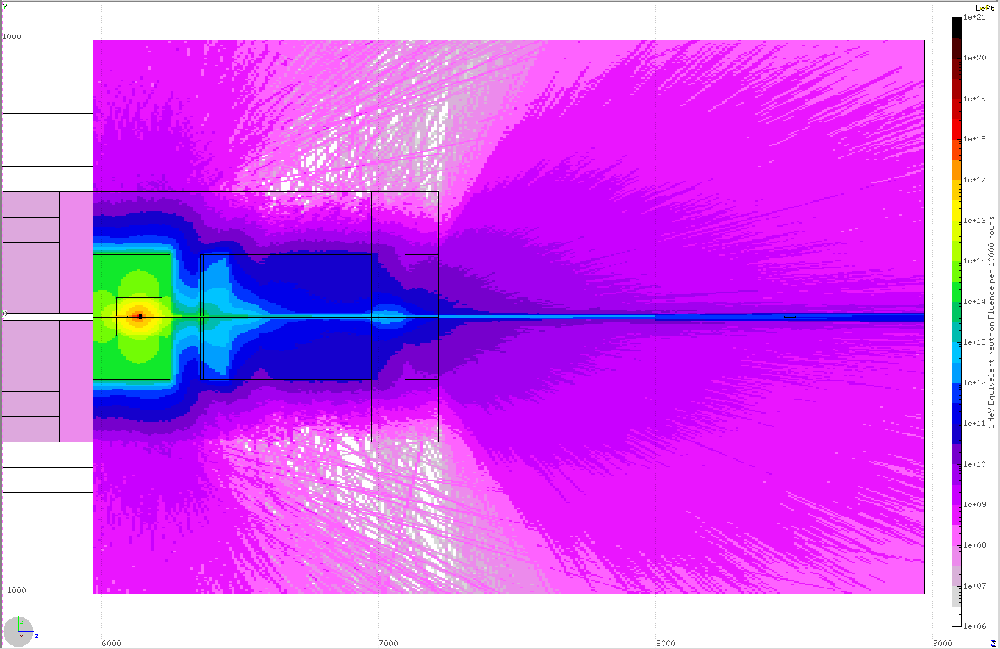 Y
Left
1000
0
-1000
6000
7000
8000
9000
Z
y
x
z
1e+21
1e+20
1e+19
1e+18
1e+17
1e+16
1e+15
1e+14
1e+13
1e+12
1e+11
1e+10
1e+09
1e+08
1e+07
1e+06
1 MeV Equivalent Neutron Fluence per 10000 hours